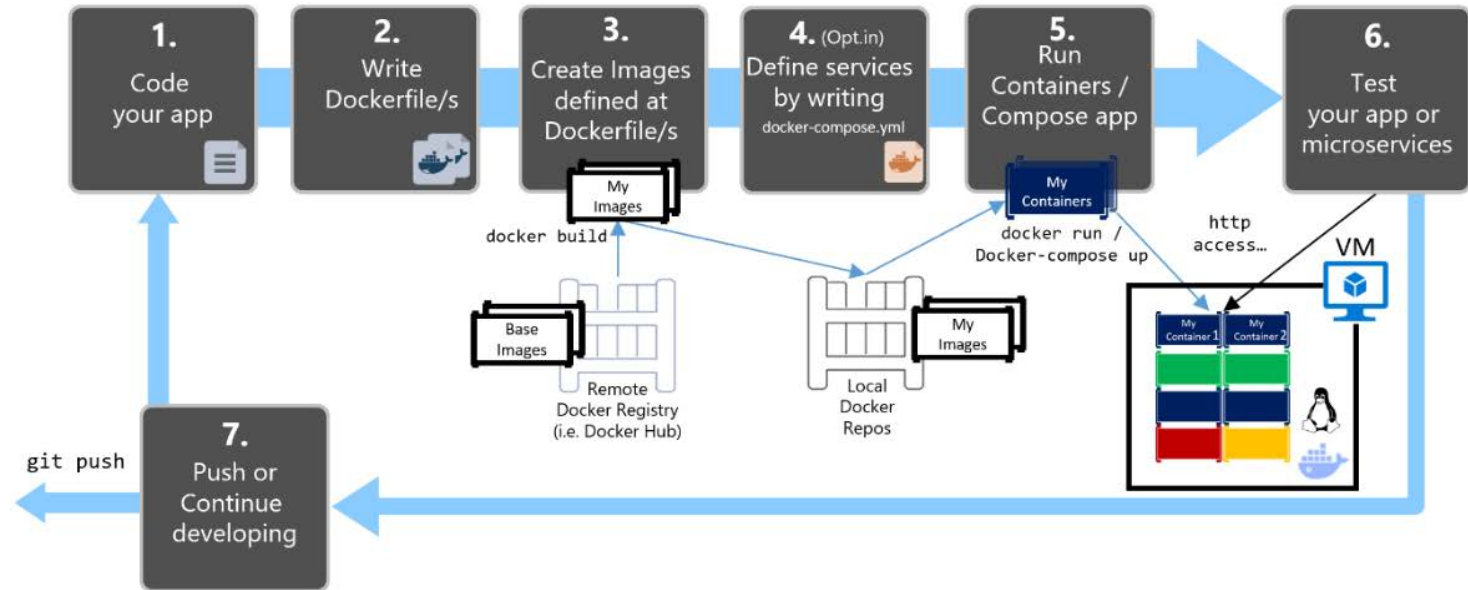 1.
Code
your app
2.
Write
Dockerfile/s
3.
Create Images
defined at
Dockerfile/s
My
Images
4. (Opt.in)
Define services
by writing
docker-compose.yml
5.
Run
Containers /
Compose app
My
Containers
6.
Test
your app or
microservices
docker build
docker run /
Docker-compose up
http
access…
VM
Base
Images
Remote
Docker Registry
(i.e. Docker Hub)
My
Images
Local
Docker
Repos
My
Container 1
My
Container 2
7.
Push or
Continue
developing
git push